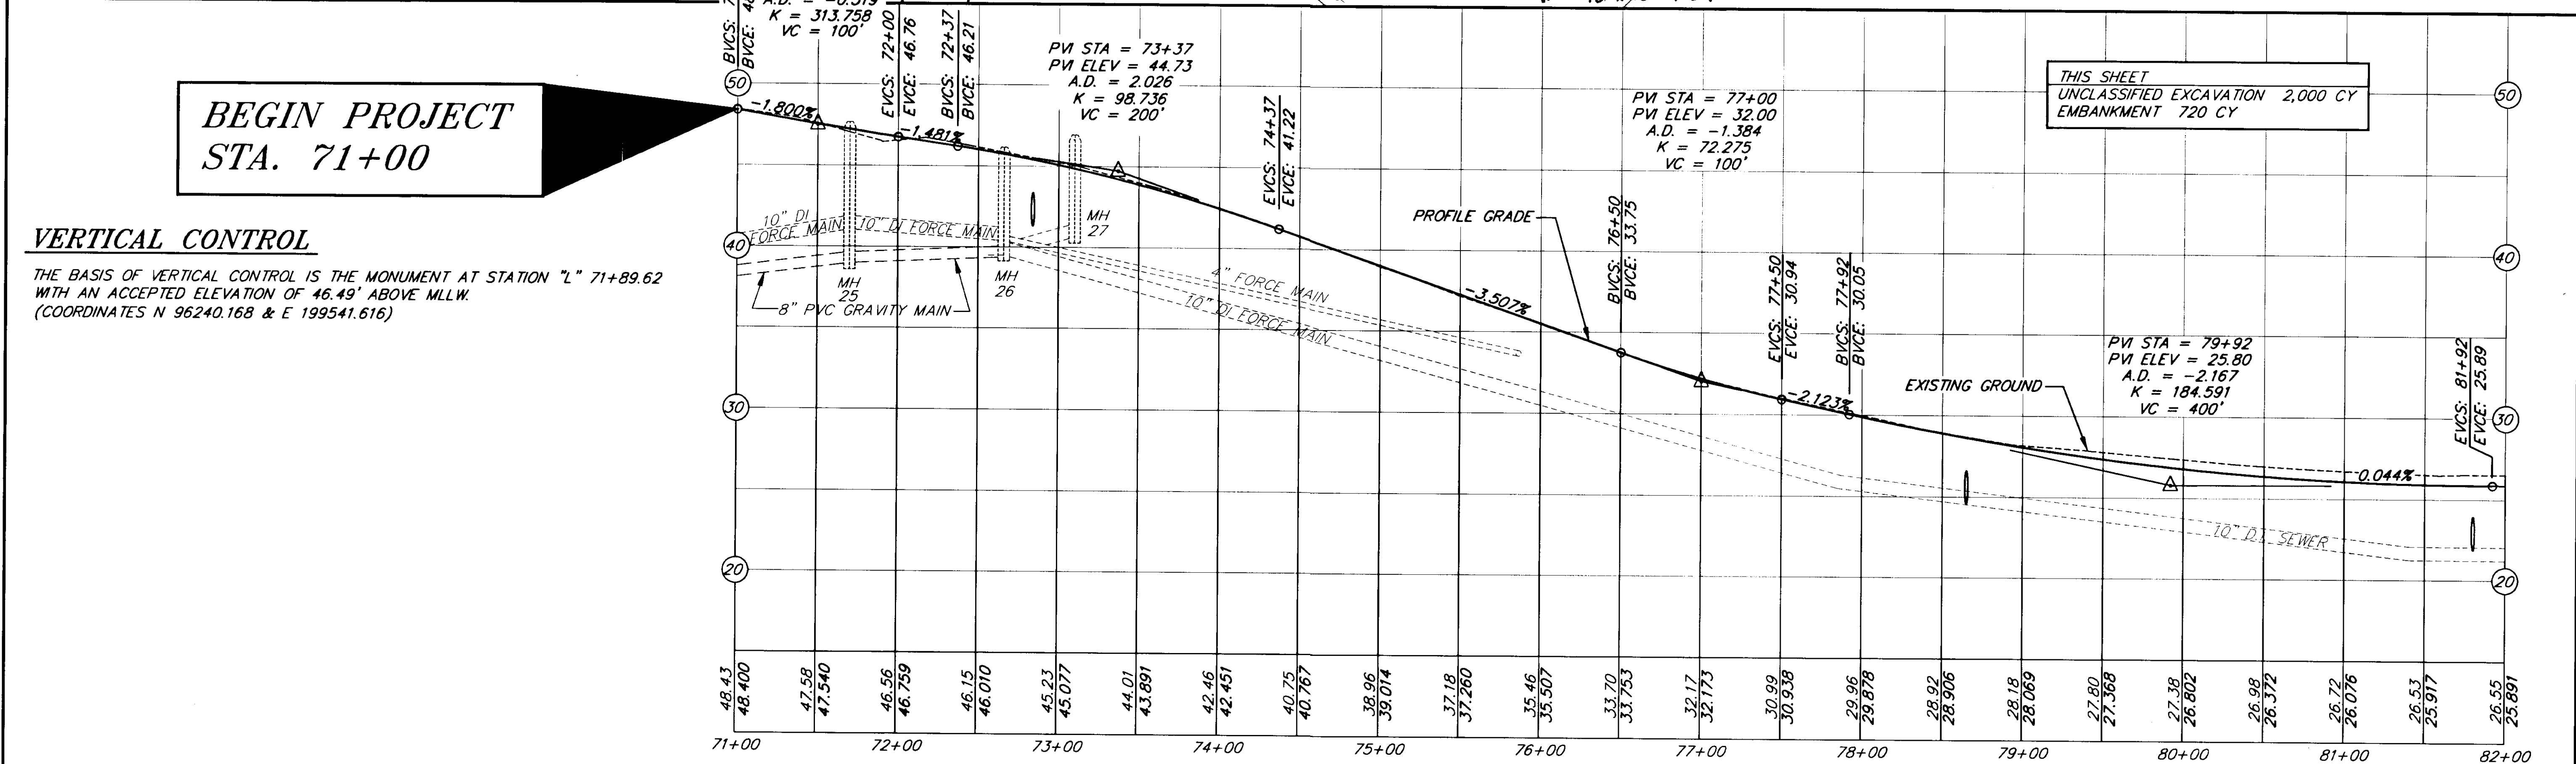 BEGIN PROJECT
STA. 71+00
VERTICAL CONTROL
THE BASIS OF VERTICAL CONTROL IS THE MONUMENT AT STATION "L" 71+89.62
WITH AN ACCEPTED ELEVATION OF 46.49' ABOVE MLLW.
(COORDINATES N 96240.168 & E 199541.616)
K = 313.758
VC = 100'
EVCS: 72+00
EVCE: 46.76
BVCS: 72+37
BVCE: 46.21
PVI STA = 73+37
PVI ELEV = 44.73
A.D. = 2.026
K = 98.736
VC = 200'
EVCS: 74+37
EVCE: 41.22
PVI STA = 77+00
PVI ELEV = 32.00
A.D. = -1.384
K = 72.275
VC = 100'
BVCS: 76+50
BVCE: 33.75
EVCS: 77+50
EVCE: 30.94
BVCS: 77+92
BVCE: 30.05
PVI STA = 79+92
PVI ELEV = 25.80
A.D. = -2.167
K = 184.591
VC = 400'
EVCS: 81+92
EVCE: 25.89
THIS SHEET
UNCLASSIFIED EXCAVATION 2,000 CY
EMBANKMENT 720 CY
50
40
30
20
50
40
30
20
-1.800%
-1.481%
-3.507%
-2.123%
0.044%
PROFILE GRADE
EXISTING GROUND
10" DI
FORCE MAIN
10" DI FORCE MAIN
MH
25
MH
26
MH
27
8" PVC GRAVITY MAIN
4" FORCE MAIN
10" DI FORCE MAIN
10" D.I. SEWER
48.43
48.400
47.58
47.540
46.56
46.759
46.15
46.010
45.23
45.077
44.01
43.891
42.46
42.451
40.75
40.767
38.96
39.014
37.18
37.260
35.46
35.507
33.70
33.753
32.17
32.173
30.99
30.938
29.96
29.878
28.92
28.906
28.18
28.069
27.80
27.368
27.38
26.802
26.98
26.372
26.72
26.076
26.53
25.917
26.55
25.891
71+00
72+00
73+00
74+00
75+00
76+00
77+00
78+00
79+00
80+00
81+00
82+00